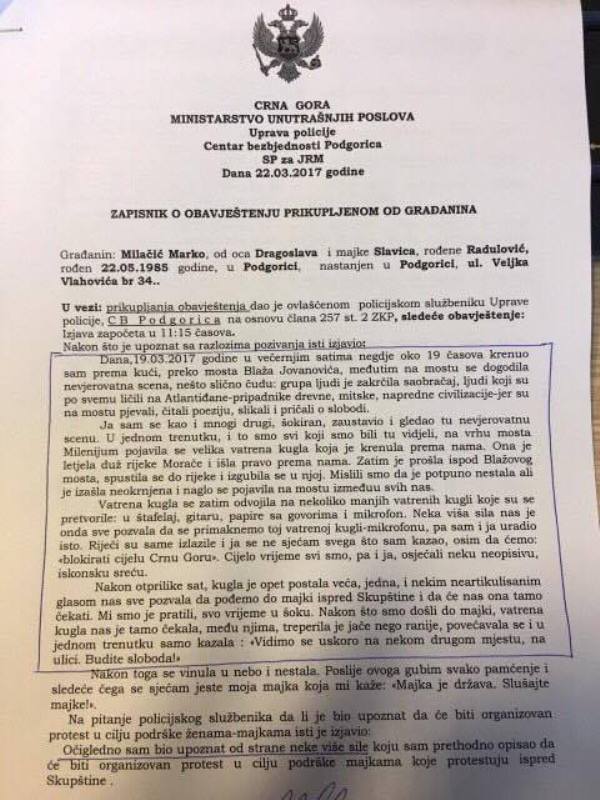 CRNA GORA
MINISTARSTVO UNUTRAŠNJIH POSLOVA
Uprava policije
Centar bezbjednosti Podgorica
SP za JRM
Dana 22.03.2017 godine
ZAPISNIK O OBAVJEŠTENJU PRIKUPLJENOM OD GRAĐANINA
Građanin: Milačić Marko, od oca Dragoslava i majke Slavica, rođene Radulović,
rođen 22.05.1985 godine, u Podgorici, nastanjen u Podgorici, ul. Veljka
Vlahovića br 34..
U vezi: prikupljanja obavještenja dao je ovlašćenom policijskom službeniku Uprave
policije, CB Podgorica na osnovu člana 257 st. 2 ZKP, sledeće obavještenje:
Izjava započeta u 11:15 časova.
Nakon što je upoznat sa razlozima pozivanja isti izjavio:
Dana,19.03.2017 godine u večernjim satima negdje oko 19 časova krenuo
sam prema kući, preko mosta Blaža Jovanovića, međutim na mostu se dogodila
nevjerovatna scena, nešto slično čudu: grupa ljudi je zakrčila saobraćaj, ljudi koji su
po svemu ličili na Atlantiđane-pripadnike drevne, mitske, napredne civilizacije-jer su
na mostu pjevali, čitali poeziju, slikali i pričali o slobodi.
Ja sam se kao i mnogi drugi, šokiran, zaustavio i gledao tu nevjerovatnu
scenu. U jednom trenutku, i to smo svi koji smo bili tu vidjeli, na vrhu mosta
Milenijum pojavila se velika vatrena kugla koja je krenula prema nama. Ona je
letjela duž rijeke Morače i išla pravo prema nama. Zatim je prošla ispod Blažovog
mosta, spustila se do rijeke i izgubila se u njoj. Mislili smo da je potpuno nestala ali
je izašla neokrnjena i naglo se pojavila na mostu izmeđuu svih nas.
Vatrena kugla se zatim odvojila na nekoliko manjih vatrenih kugli koje su se
pretvorile: u štafelaj, gitaru, papire sa govorima i mikrofon. Neka viša sila nas je
onda sve pozvala da se primaknemo toj vatrenoj kugli-mikrofonu, pa sam i ja uradio
isto. Riječi su same izlazile i ja se ne sjećam svega što sam kazao, osim da ćemo:
«blokirati cijelu Crnu Goru». Cijelo vrijeme svi smo, pa i ja, osjećali neku neopisivu,
iskonsku sreću.
Nakon otprilike sat, kugla je opet postala veća, jedna, i nekim neartikulisanim
glasom nas sve pozvala da pođemo do majki ispred Skupštine i da će nas ona tamo
čekati. Mi smo je pratili, svo vrijeme u šoku. Nakon što smo došli do majki, vatrena
kugla nas je tamo čekala, među njima, treperila je jače nego ranije, povećavala se i u
jednom trenutku samo kazala : «Vidimo se uskoro na nekom drugom mjestu, na
ulici. Budite sloboda!»
Nakon toga se vinula u nebo i nestala. Poslije ovoga gubim svako pamćenje i
sledeće čega se sjećam jeste moja majka koja mi kaže: «Majka je država. Slušajte
majke!»
Na pitanje policijskog službenika da li je bio upoznat da će biti organizovan
protest u cilju podrške ženama-majkama isti je izjavio:
Očigledno sam bio upoznat od strane neke više sile koju sam prethodno opisao da
će biti organizovan protest u cilju podrške majkama koje protestuju ispred
Skupštine .